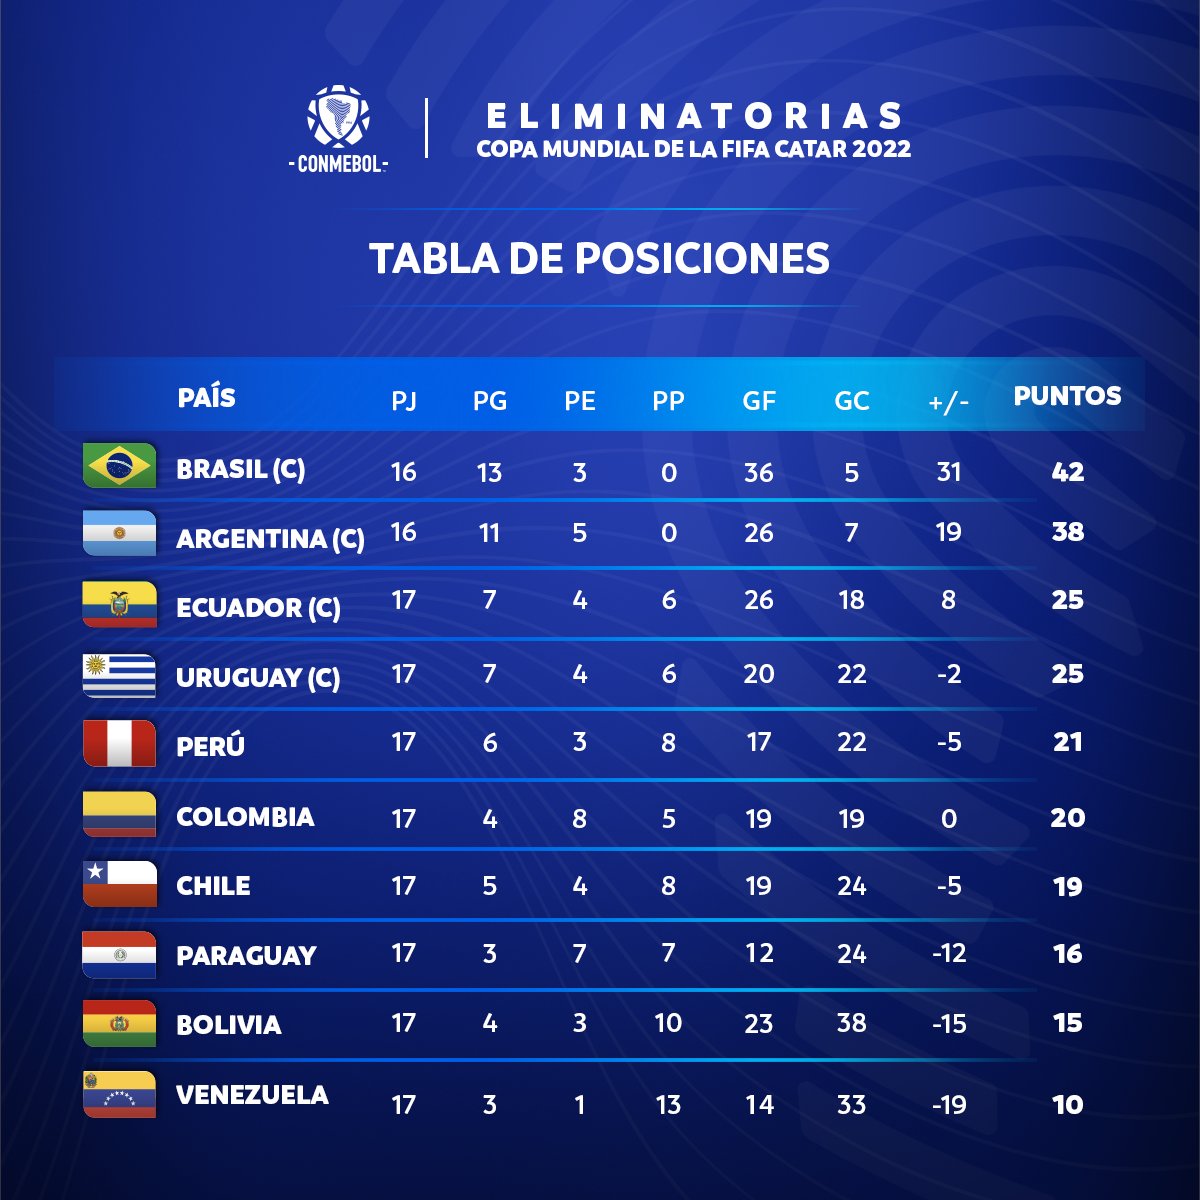 -CONMEBOL-
ELIMINATORIAS
COPA MUNDIAL DE LA FIFA CATAR 2022
TABLA DE POSICIONES
PAÍS PJ PG PE PP GF GC +/- PUNTOS
BRASIL (C) 16 13 3 0 36 5 31 42
ARGENTINA (C) 16 11 5 0 26 7 19 38
ECUADOR (C) 17 7 4 6 26 18 8 25
URUGUAY (C) 17 7 4 6 20 22 -2 25
PERÚ 17 6 3 8 17 22 -5 21
COLOMBIA 17 4 8 5 19 19 0 20
CHILE 17 5 4 8 19 24 -5 19
PARAGUAY 17 3 7 7 12 24 -12 16
BOLIVIA 17 4 3 10 23 38 -15 15
VENEZUELA 17 3 1 13 14 33 -19 10